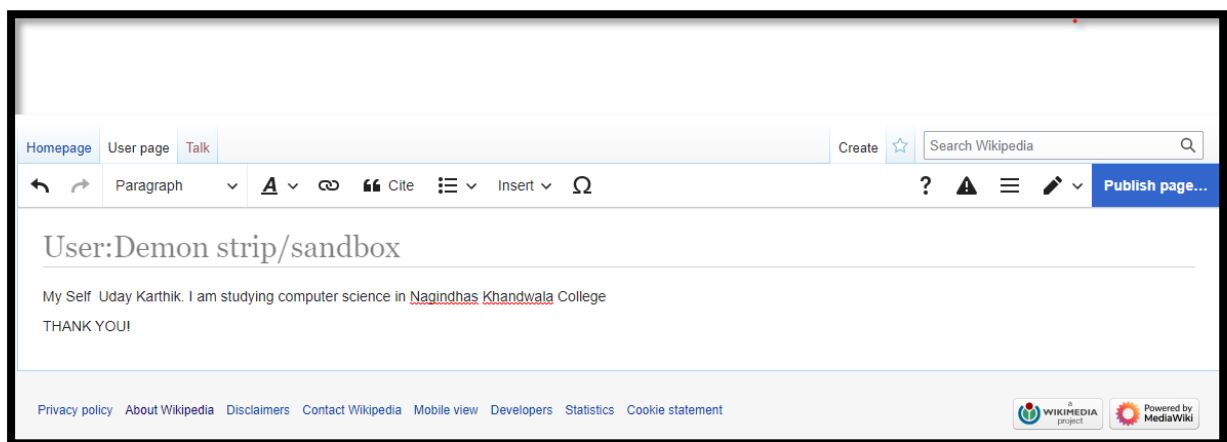 Homepage User page Talk Create Search Wikipedia
Paragraph A Cite Insert Ω ? Publish page...
User:Demon strip/sandbox
My Self Uday Karthik. I am studying computer science in Nagindhas Khandwala College
THANK YOU!
Privacy policy About Wikipedia Disclaimers Contact Wikipedia Mobile view Developers Statistics Cookie statement
a WIKIMEDIA project Powered by MediaWiki